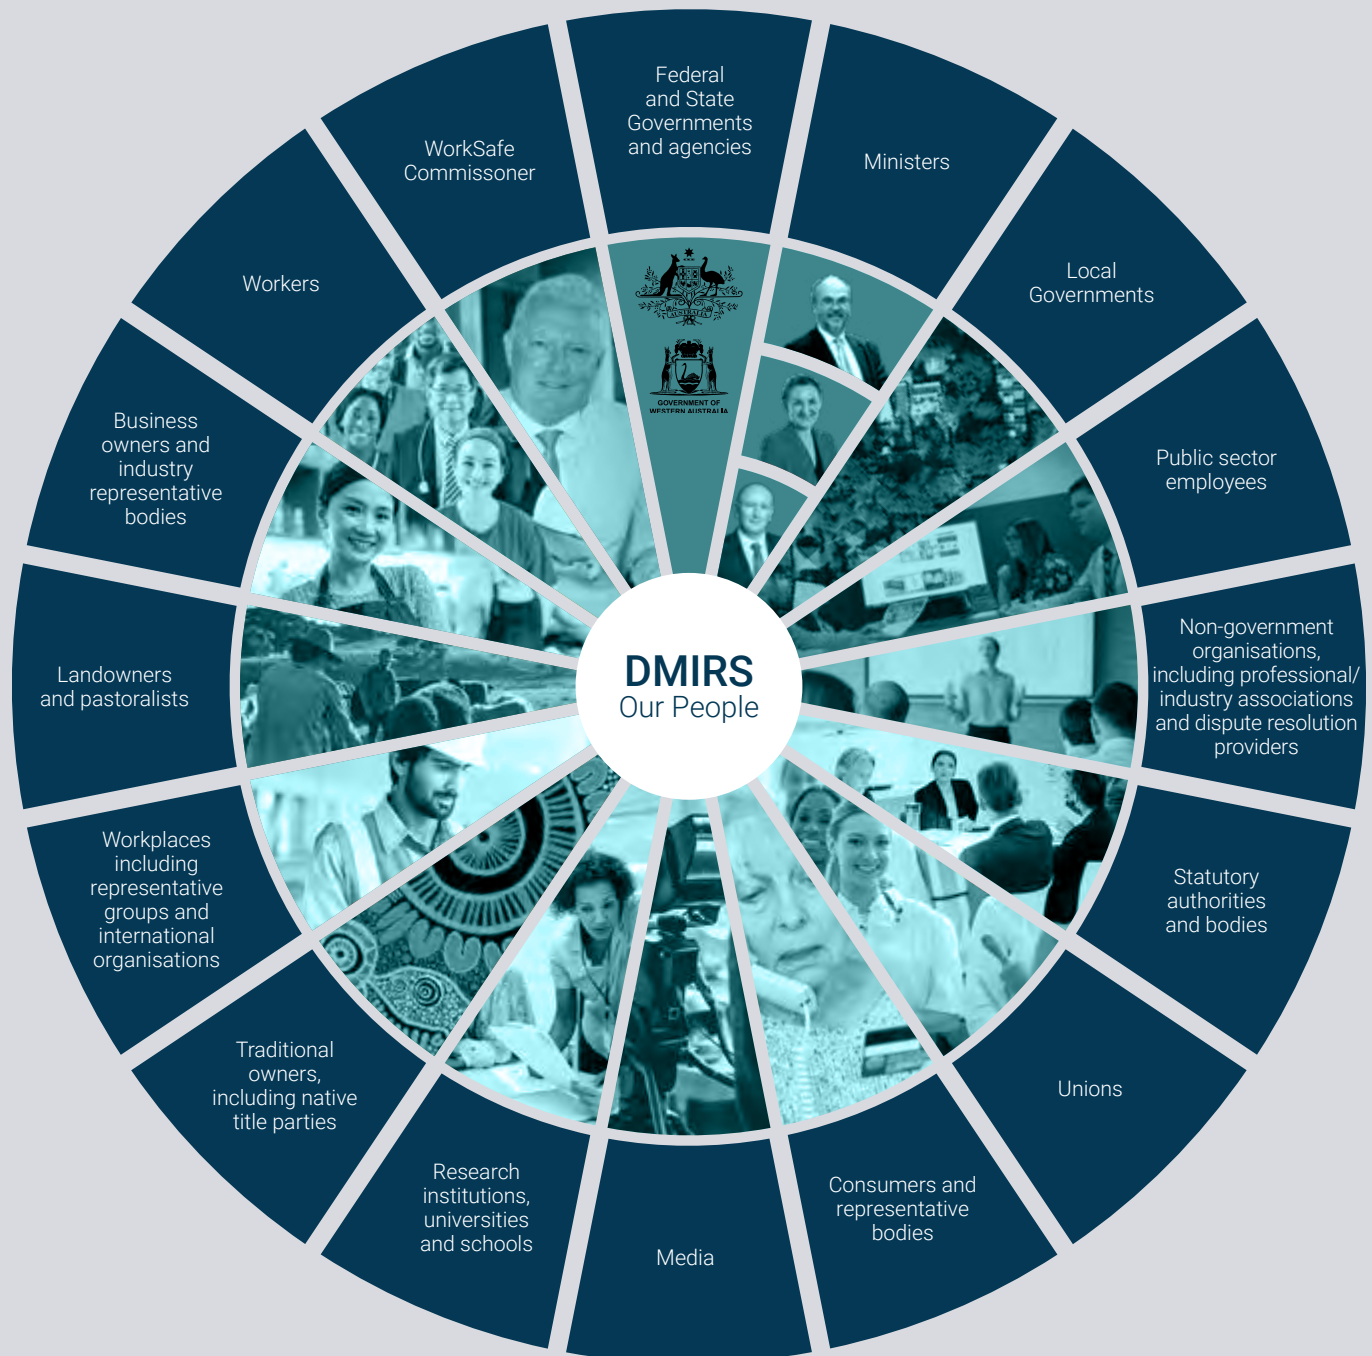 Federal
and State
Governments
and agencies
Ministers
Local
Governments
Public sector
employees
Non-government
organisations,
including professional/
industry associations
and dispute resolution
providers
Statutory
authorities
and bodies
Unions
Consumers and
representative
bodies
Media
Research
institutions,
universities
and schools
Traditional
owners,
including native
title parties
Workplaces
including
representative
groups and
international
organisations
Landowners
and pastoralists
Business
owners and
industry
representative
bodies
Workers
WorkSafe
Commissoner
AUSTRALIA
GOVERNMENT OF
WESTERN AUSTRALIA
DMIRS
Our People